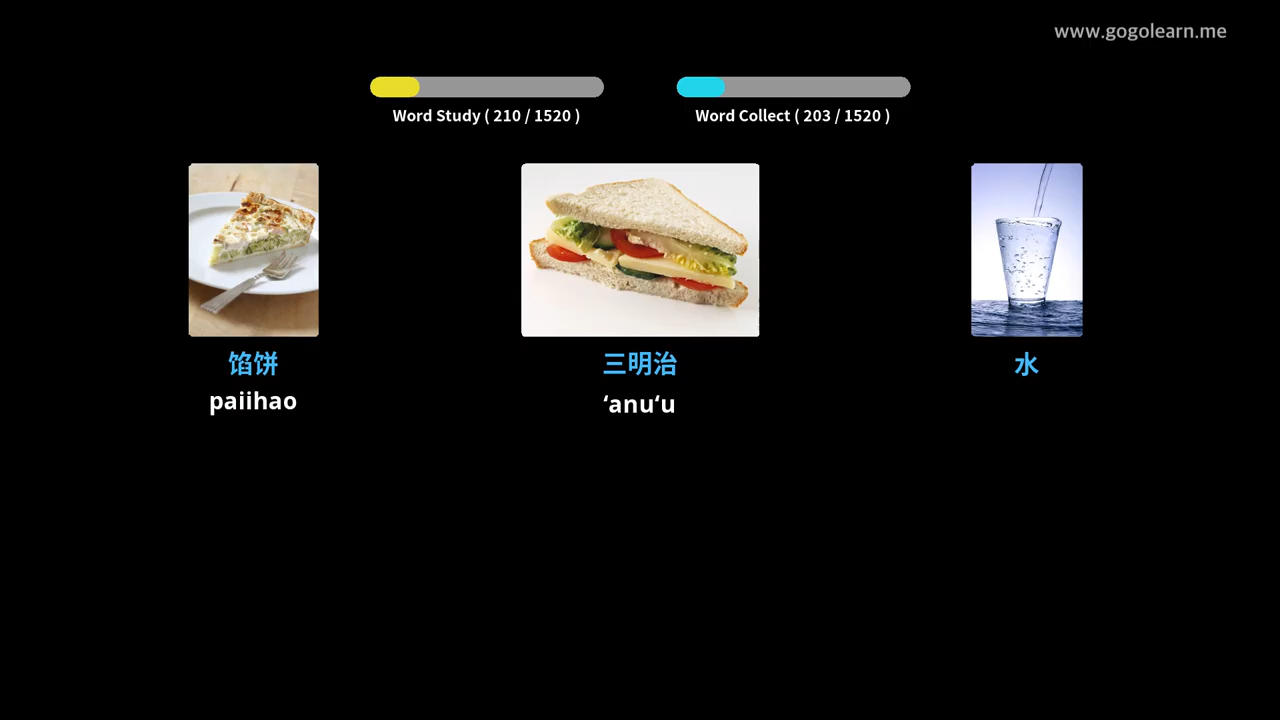 www.gogolearn.me
Word Study ( 210 / 1520 )
Word Collect ( 203 / 1520 )
馅饼
三明治
水
paiihao
ʻanuʻu